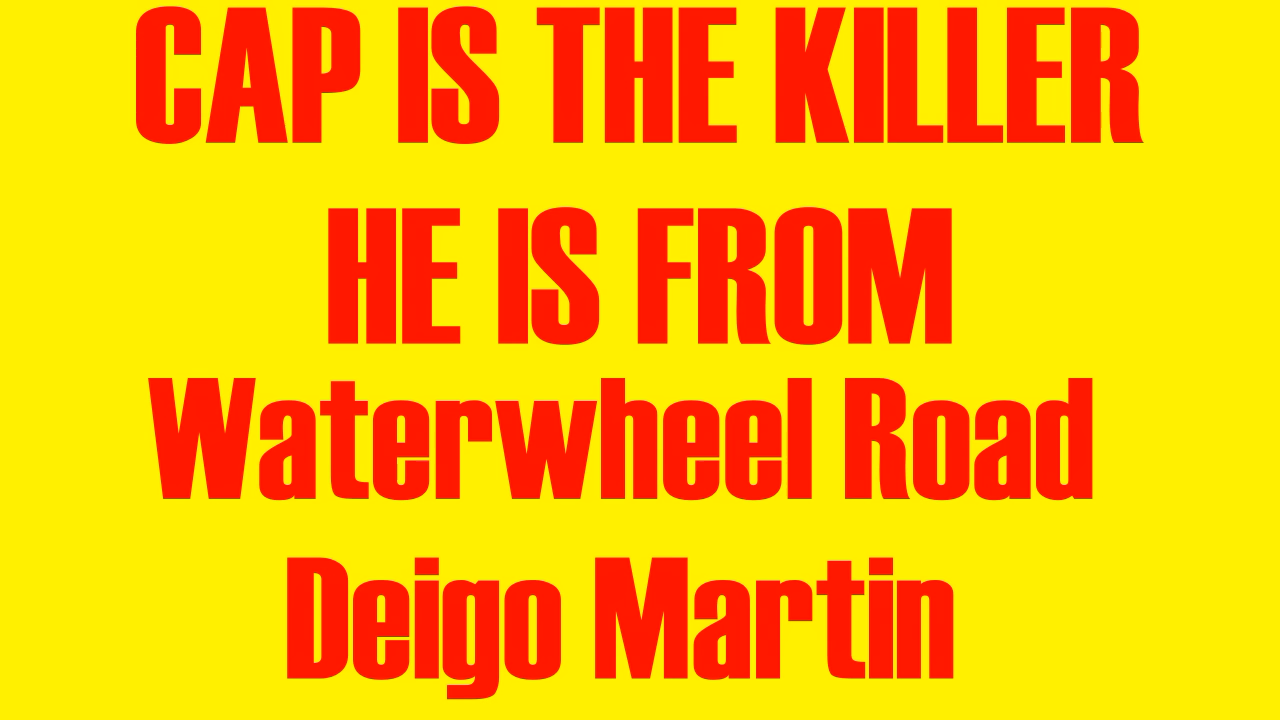 CAP IS THE KILLER
HE IS FROM
Waterwheel Road
Deigo Martin